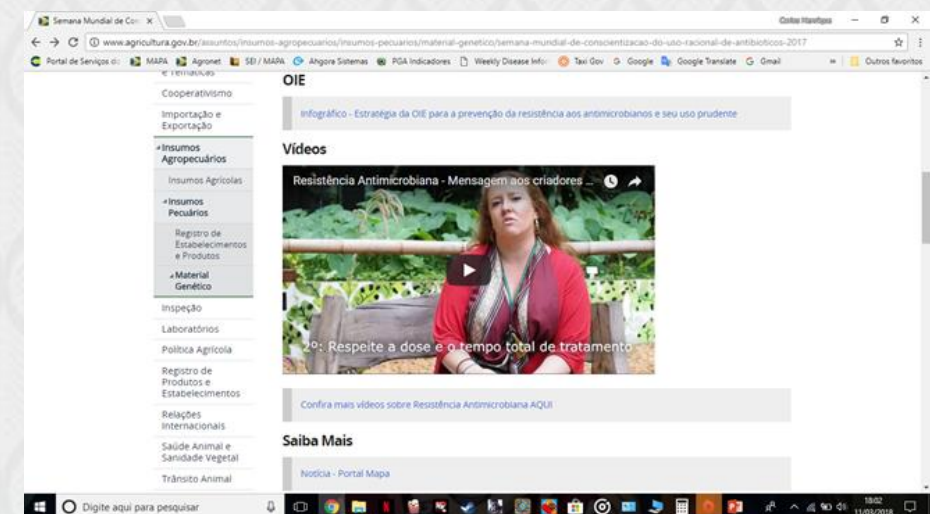 Semana Mundial de Con
www.agricultura.gov.br/assuntos/insumos-agropecuarios/insumos-pecuarios/material-genetico/semana-mundial-de-conscientizacao-do-uso-racional-de-antibioticos-2017
Portal de Serviços do MAPA Agronet SEI / MAPA Ahgora Sistemas PGA Indicadores Weekly Disease Infor Taxi Gov Google Google Translate Gmail Outros favoritos
e Temáticas
Cooperativismo
Importação e
Exportação
Insumos
Agropecuários
Insumos Agrícolas
Insumos
Pecuários
Registro de
Estabelecimentos
e Produtos
Material
Genético
Inspeção
Laboratórios
Política Agrícola
Registro de
Produtos e
Estabelecimentos
Relações
Internacionais
Saúde Animal e
Sanidade Vegetal
Trânsito Animal
OIE
Infográfico - Estratégia da OIE para a prevenção da resistência aos antimicrobianos e seu uso prudente
Vídeos
Resistência Antimicrobiana - Mensagem aos criadores ...
2º: Respeite a dose e o tempo total de tratamento
Confira mais vídeos sobre Resistência Antimicrobiana AQUI
Saiba Mais
Notícia - Portal Mapa
Digite aqui para pesquisar
18:02
11/03/2018